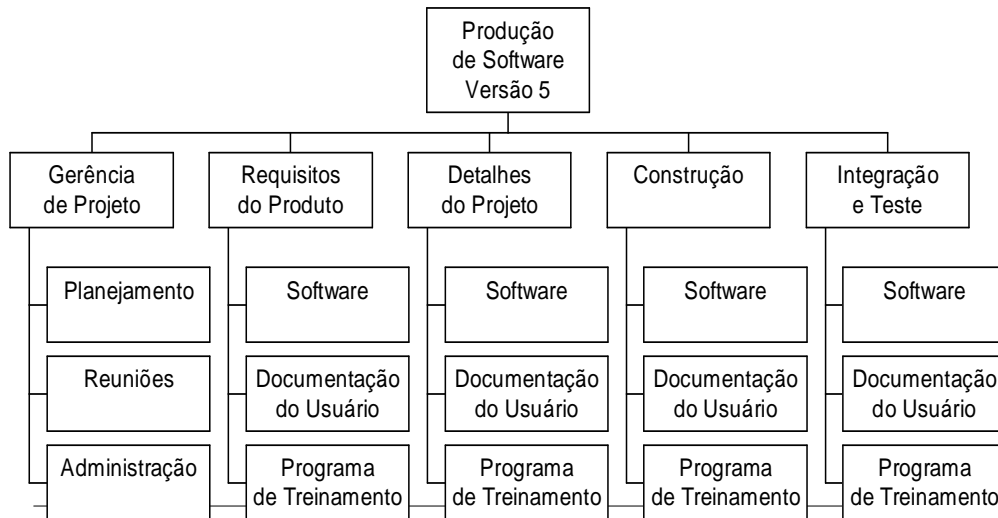 Produção
de Software
Versão 5
Gerência
de Projeto
Requisitos
do Produto
Detalhes
do Projeto
Construção
Integração
e Teste
Planejamento
Software
Software
Software
Software
Reuniões
Documentação
do Usuário
Documentação
do Usuário
Documentação
do Usuário
Documentação
do Usuário
Administração
Programa
de Treinamento
Programa
de Treinamento
Programa
de Treinamento
Programa
de Treinamento